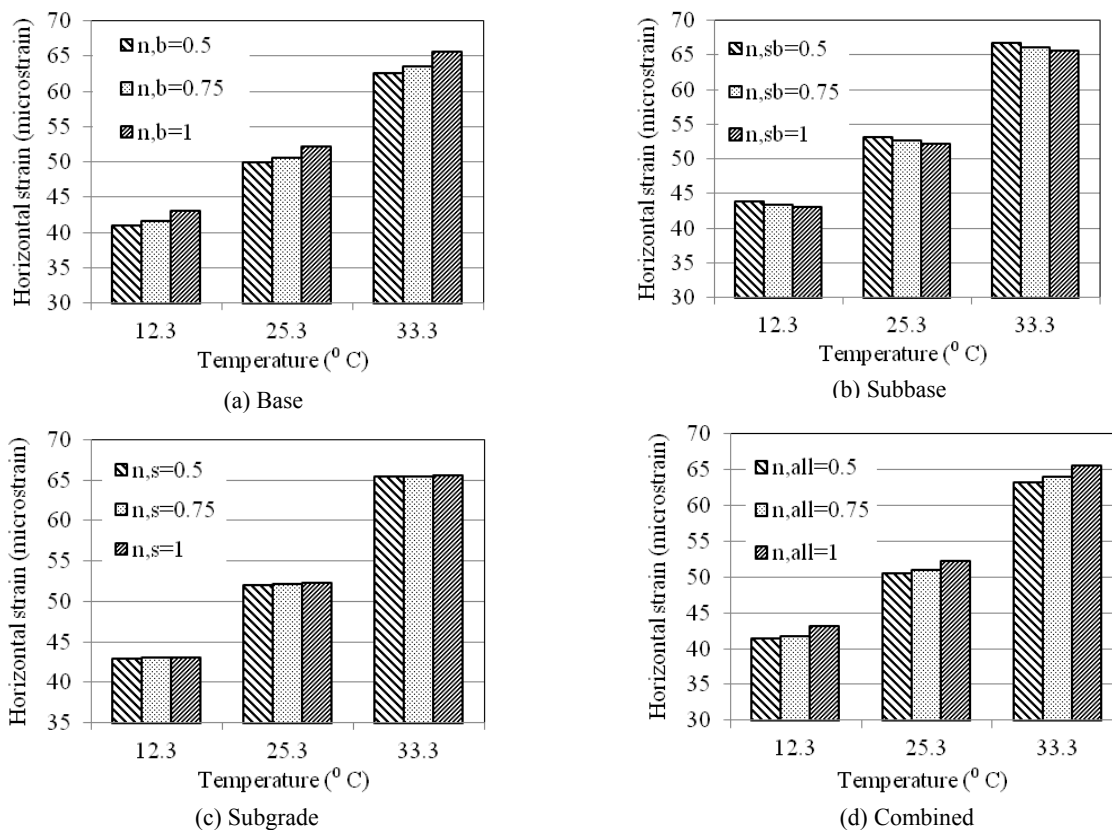 Horizontal strain (microstrain)
70
65
60
55
50
45
40
35
30
n,b=0.5
n,b=0.75
n,b=1
12.3 25.3 33.3
Temperature (⁰ C)
(a) Base
Horizontal strain (microstrain)
70
65
60
55
50
45
40
35
30
n,sb=0.5
n,sb=0.75
n,sb=1
12.3 25.3 33.3
Temperature (⁰ C)
(b) Subbase
Horizontal strain (microstrain)
70
65
60
55
50
45
40
35
n,s=0.5
n,s=0.75
n,s=1
12.3 25.3 33.3
Temperature (⁰ C)
(c) Subgrade
Horizontal strain (microstrain)
70
65
60
55
50
45
40
35
30
n,all=0.5
n,all=0.75
n,all=1
12.3 25.3 33.3
Temperature (⁰ C)
(d) Combined